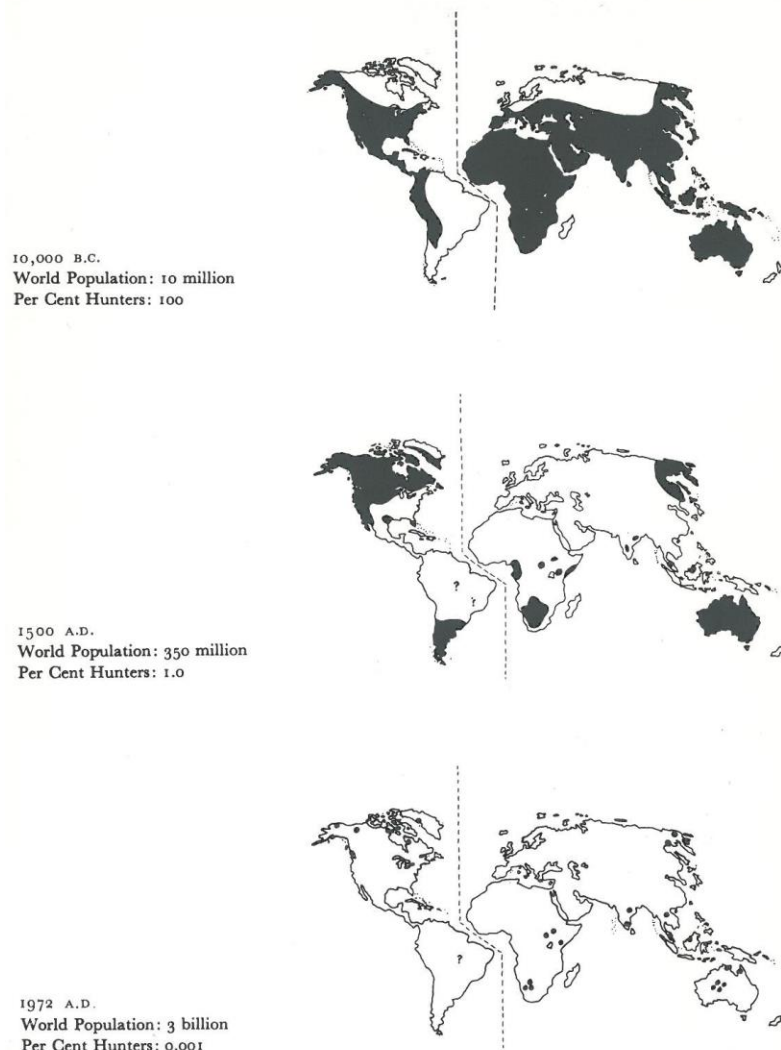 10,000 B.C.
World Population: 10 million
Per Cent Hunters: 100
?
?
1500 A.D.
World Population: 350 million
Per Cent Hunters: 1.0
?
1972 A.D.
World Population: 3 billion
Per Cent Hunters: 0.001